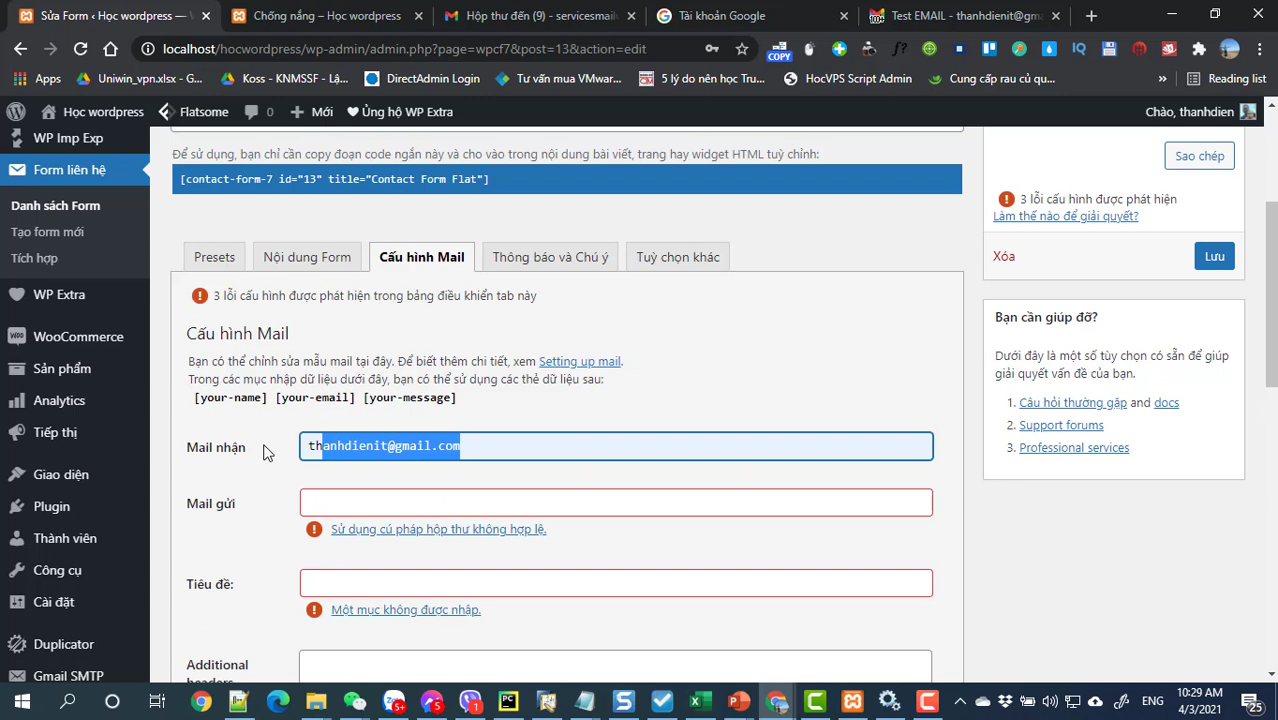 Sửa Form ‹ Học wordpress —
Chống nắng – Học wordpress
Hộp thư đến (9) - servicesmail
Tài khoản Google
Test EMAIL - thanhdienit@gma
localhost/hocwordpress/wp-admin/admin.php?page=wpcf7&post=13&action=edit
COPY
Apps
Uniwin_vpn.xlsx - G...
Koss - KNMSSF - Lị...
DirectAdmin Login
Tư vấn mua VMwar...
5 lý do nên học Tru...
HocVPS Script Admin
Cung cấp rau củ qu...
»
Reading list
Học wordpress
Flatsome
0
Mới
Ủng hộ WP Extra
Chào, thanhdien
WP Imp Exp
Form liên hệ
Danh sách Form
Tạo form mới
Tích hợp
WP Extra
WooCommerce
Sản phẩm
Analytics
Tiếp thị
Giao diện
Plugin
Thành viên
Công cụ
Cài đặt
Duplicator
Gmail SMTP
Để sử dụng, bạn chỉ cần copy đoạn code ngắn này và cho vào trong nội dung bài viết, trang hay widget HTML tuỳ chỉnh:
[contact-form-7 id="13" title="Contact Form Flat"]
Presets
Nội dung Form
Cấu hình Mail
Thông báo và Chú ý
Tuỳ chọn khác
3 lỗi cấu hình được phát hiện trong bảng điều khiển tab này
Cấu hình Mail
Bạn có thể chỉnh sửa mẫu mail tại đây. Để biết thêm chi tiết, xem Setting up mail.
Trong các mục nhập dữ liệu dưới đây, bạn có thể sử dụng các thẻ dữ liệu sau:
[your-name] [your-email] [your-message]
Mail nhận
thanhdienit@gmail.com
Mail gửi
Sử dụng cú pháp hộp thư không hợp lệ.
Tiêu đề:
Một mục không được nhập.
Additional
headers
Sao chép
3 lỗi cấu hình được phát hiện
Làm thế nào để giải quyết?
Xóa
Lưu
Bạn cần giúp đỡ?
Dưới đây là một số tùy chọn có sẵn để giúp
giải quyết vấn đề của bạn.
1. Câu hỏi thường gặp and docs
2. Support forums
3. Professional services
ENG
10:29 AM
4/3/2021
25